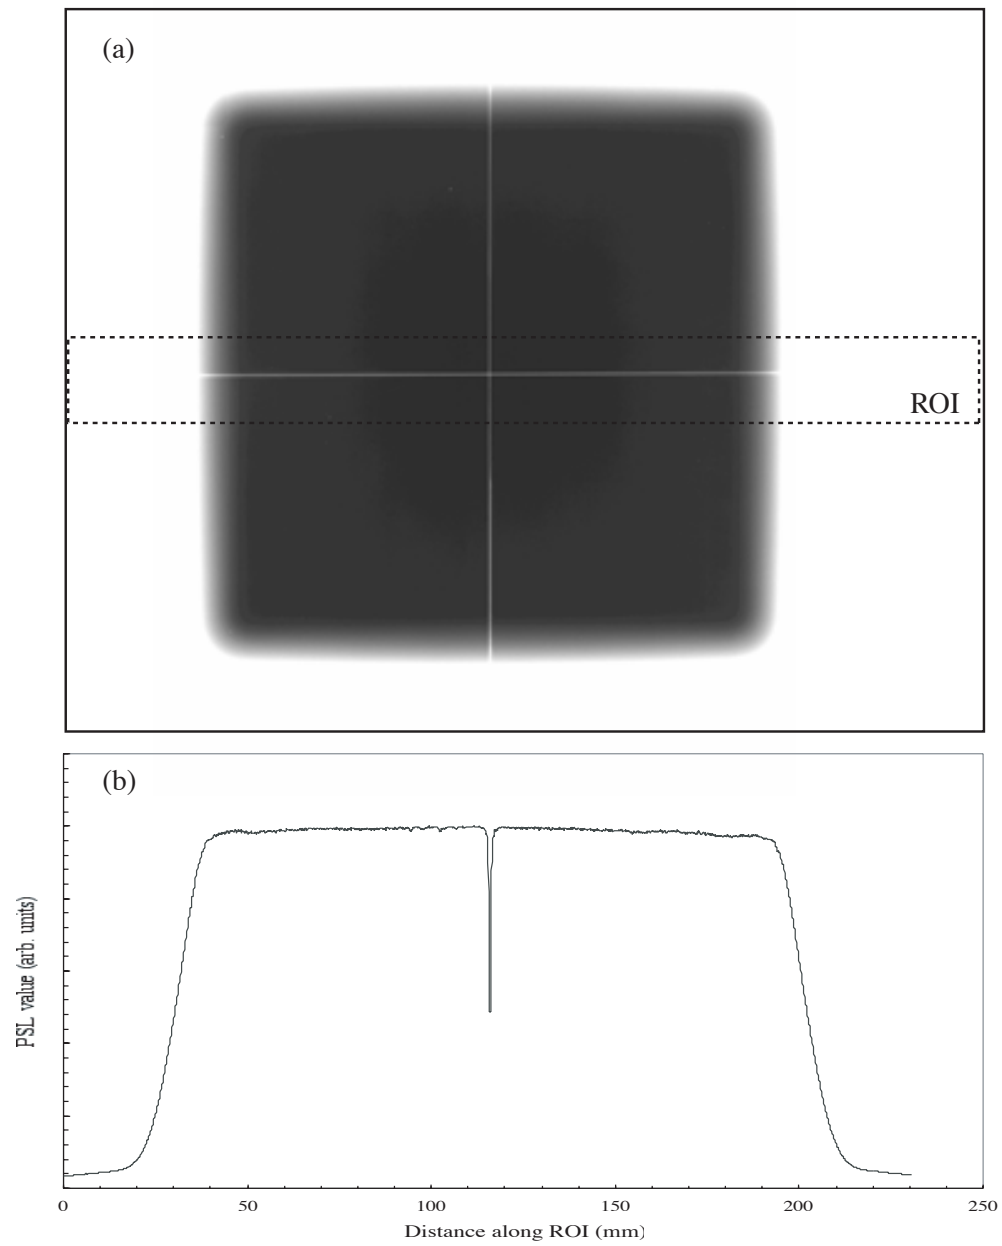 (a)
ROI
(b)
PSL value (arb. units)
0 50 100 150 200 250
Distance along ROI (mm)